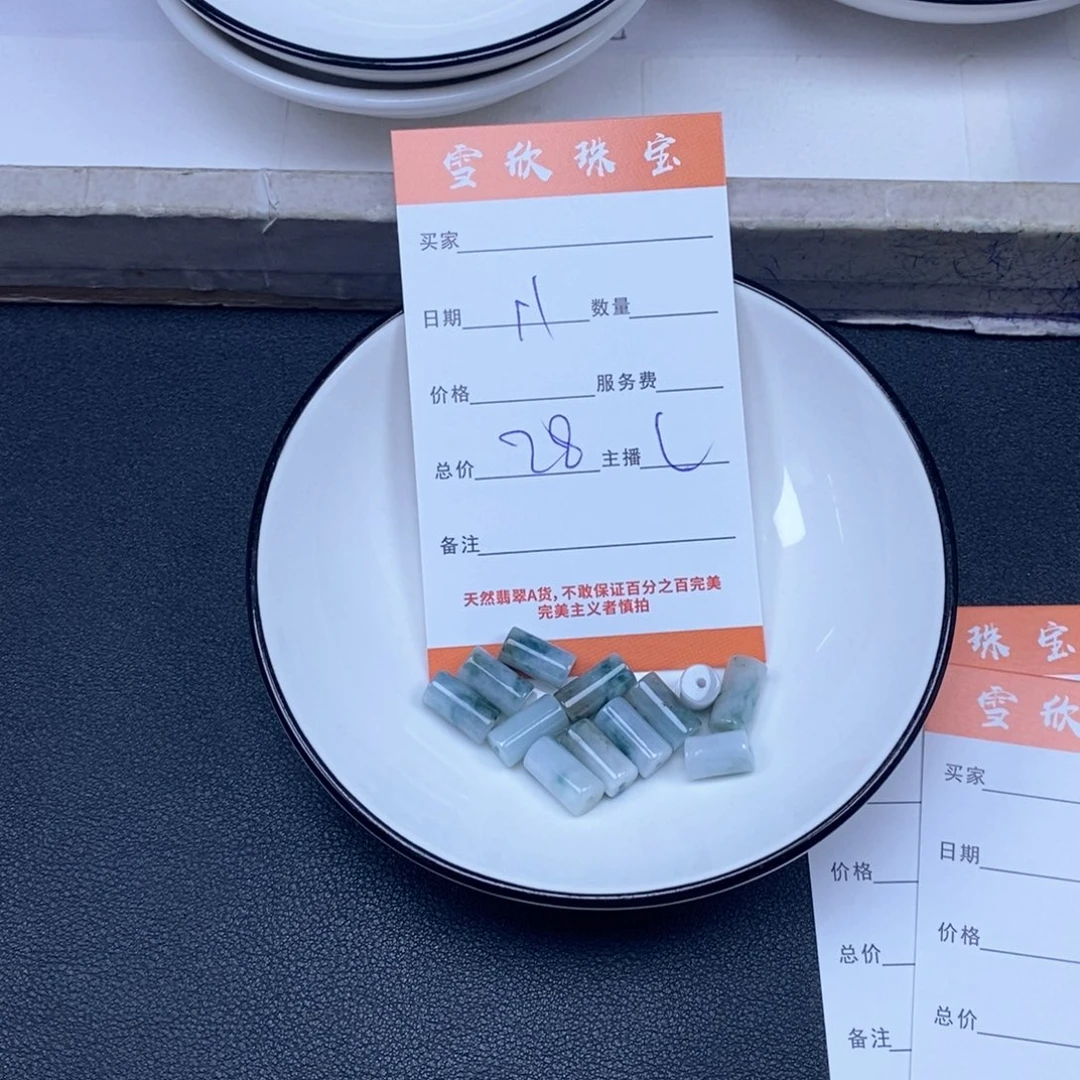 雪欣珠宝
买家
日期 数量
价格 服务费
总价 28 主播
备注
天然翡翠A货,不敢保证百分之百完美
完美主义者慎拍
珠宝
雪欣
买家
日期
价格
总价
价格
总价
备注